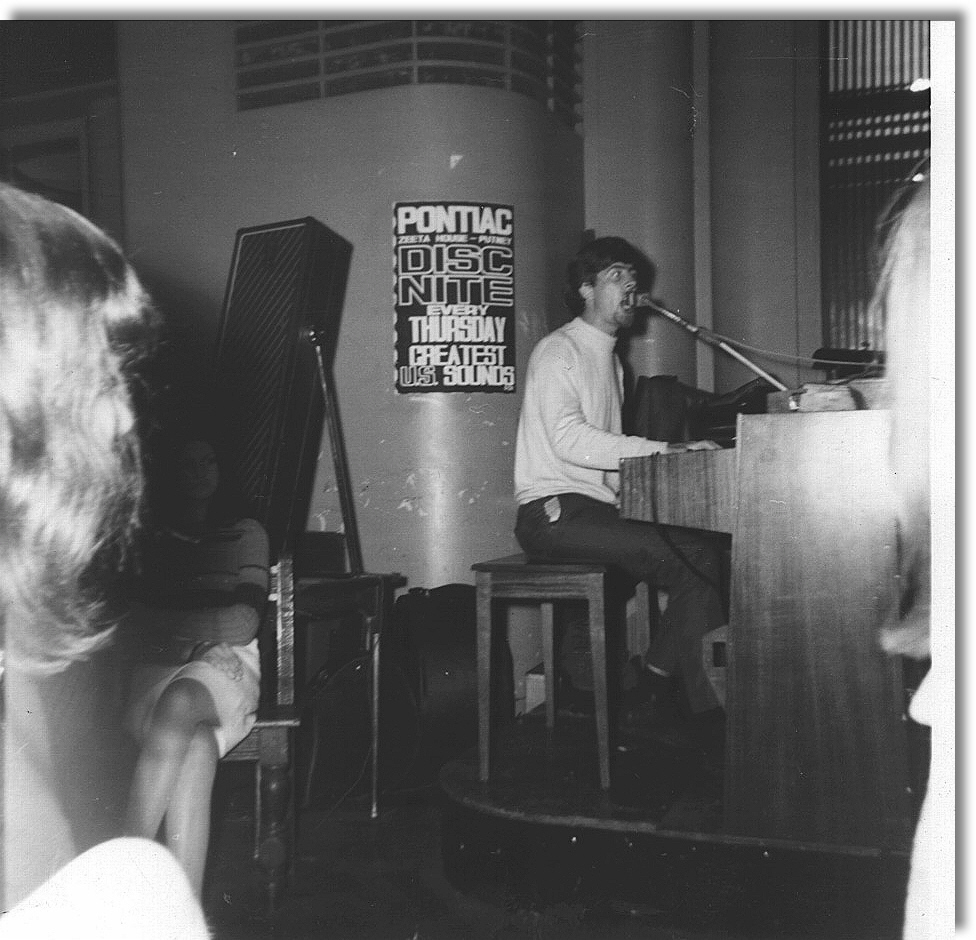 PONTIAC
ZEETA HOUSE - PUTNEY
DISC
NITE
EVERY
THURSDAY
GREATEST
U.S. SOUNDS